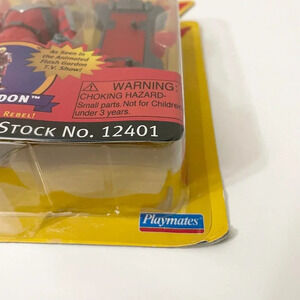 As Seen in
the Animated
Flash Gordon
T.V. Show!
DON™
REBEL!
WARNING:
CHOKING HAZARD-
Small parts. Not for Childre
under 3 years.
STOCK NO. 12401
Playmates